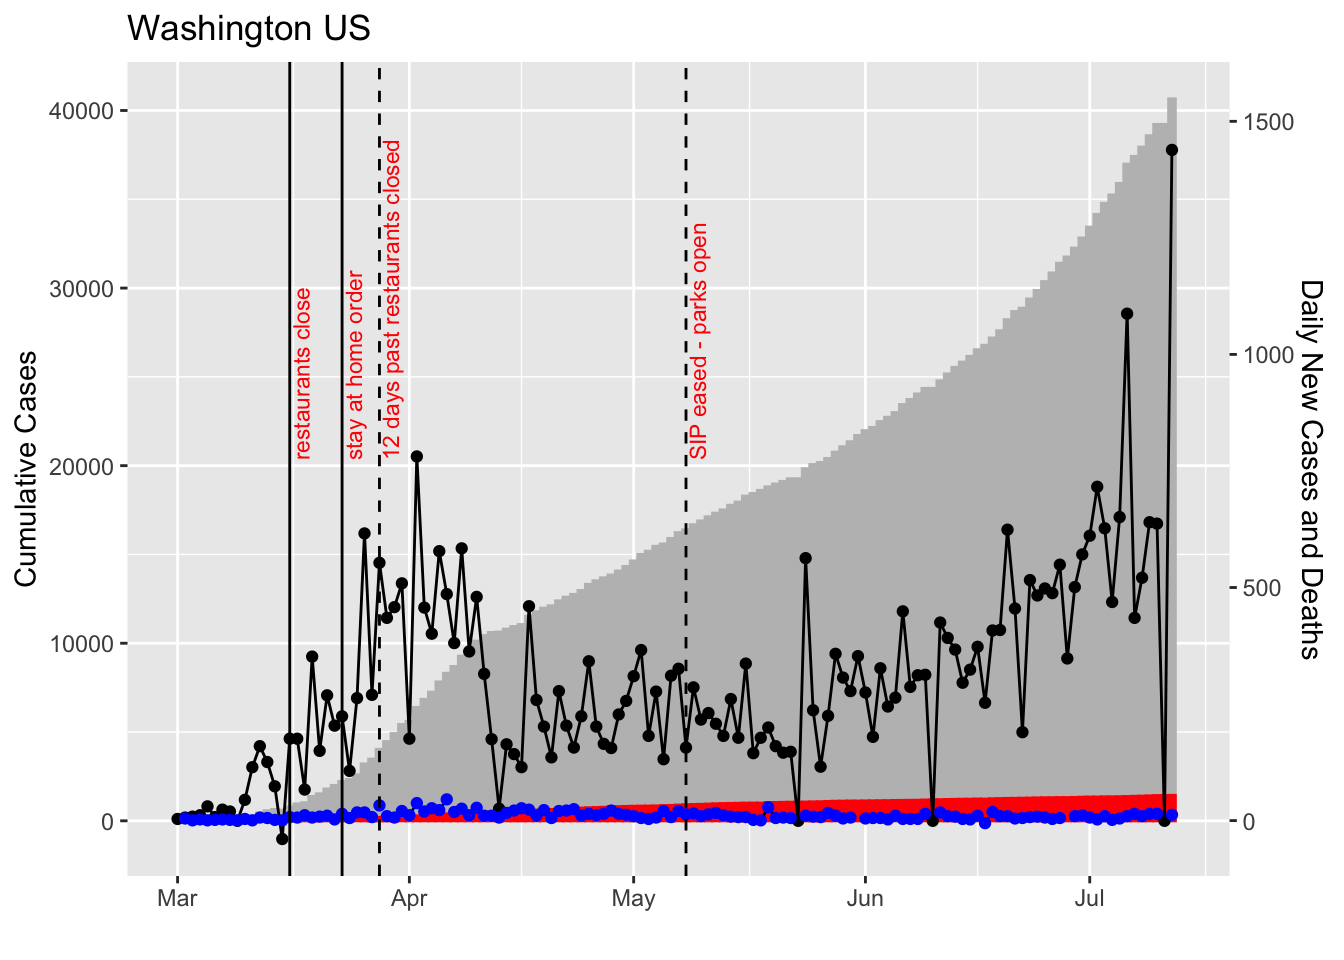 Washington US
40000
30000
20000
10000
0
Cumulative Cases
restaurants close
stay at home order
12 days past restaurants closed
SIP eased - parks open
1500
1000
500
0
Daily New Cases and Deaths
Mar
Apr
May
Jun
Jul